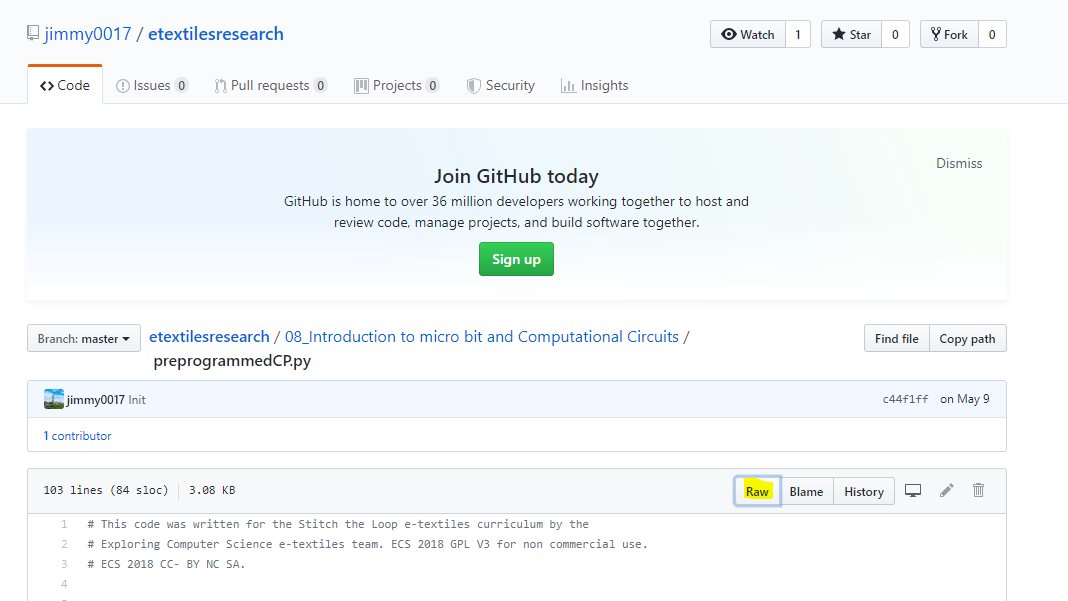 jimmy0017 / etextilesresearch
Watch 1 Star 0 Fork 0
Code Issues 0 Pull requests 0 Projects 0 Security Insights
Dismiss
Join GitHub today
GitHub is home to over 36 million developers working together to host and
review code, manage projects, and build software together.
Sign up
Branch: master etextilesresearch / 08_Introduction to micro bit and Computational Circuits / Find file Copy path
preprogrammedCP.py
jimmy0017 Init c44f1ff on May 9
1 contributor
103 lines (84 sloc) 3.08 KB Raw Blame History
1 # This code was written for the Stitch the Loop e-textiles curriculum by the
2 # Exploring Computer Science e-textiles team. ECS 2018 GPL V3 for non commercial use.
3 # ECS 2018 CC- BY NC SA.
4